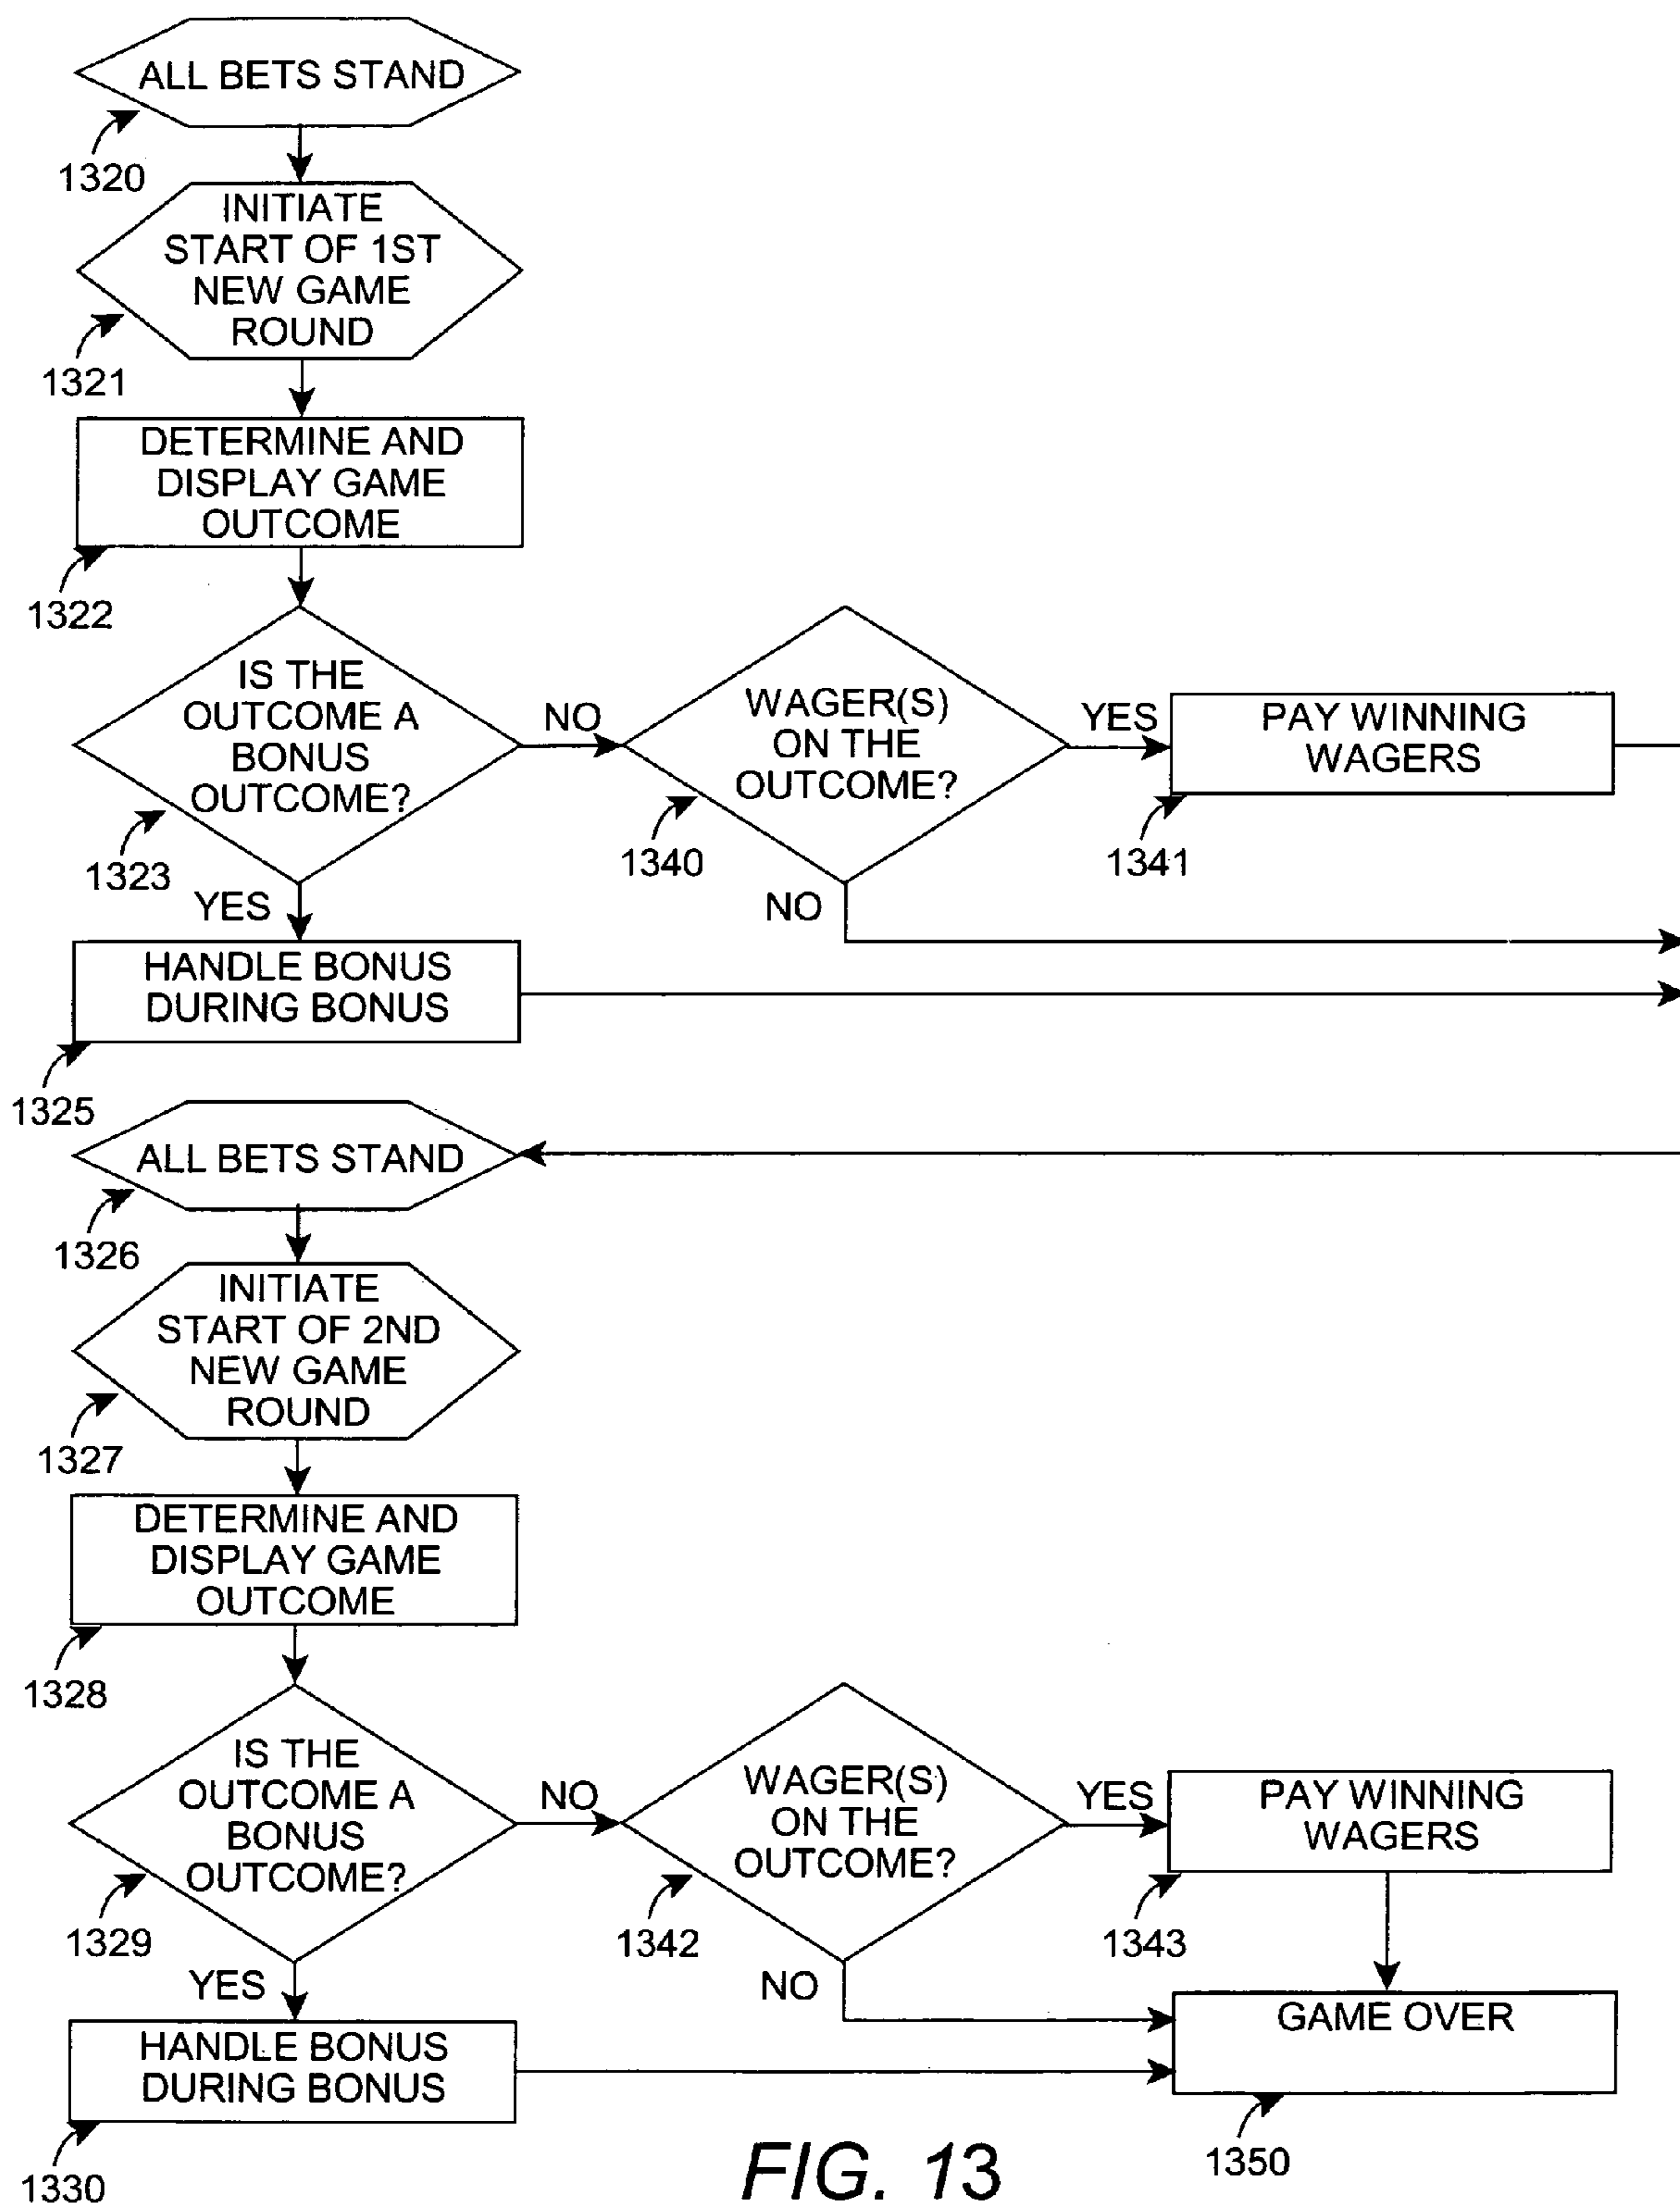 ALL BETS STAND
1320
INITIATE
START OF 1ST
NEW GAME
ROUND
1321
DETERMINE AND
DISPLAY GAME
OUTCOME
1322
IS THE
OUTCOME A
BONUS
OUTCOME?
1323
NO
WAGER(S)
ON THE
OUTCOME?
1340
YES
PAY WINNING
WAGERS
1341
YES
NO
HANDLE BONUS
DURING BONUS
1325
ALL BETS STAND
1326
INITIATE
START OF 2ND
NEW GAME
ROUND
1327
DETERMINE AND
DISPLAY GAME
OUTCOME
1328
IS THE
OUTCOME A
BONUS
OUTCOME?
1329
NO
WAGER(S)
ON THE
OUTCOME?
1342
YES
PAY WINNING
WAGERS
1343
YES
NO
HANDLE BONUS
DURING BONUS
1330
GAME OVER
1350
FIG. 13